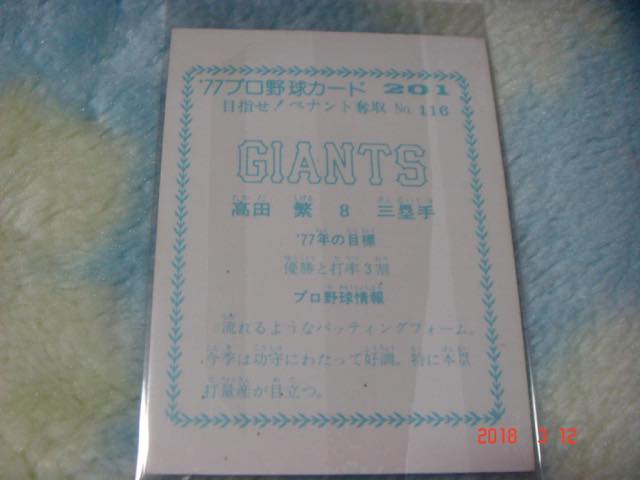 '77プロ野球カード 201
目指せ!ペナント奪取 No. 116
GIANTS
高田 繁 8 三塁手
'77年の目標
優勝と打率3割
プロ野球情報
流れるようなバッティングフォーム。
今季は功守にわたって好調。特に本塁
打量産が目立つ。
2018 3 12